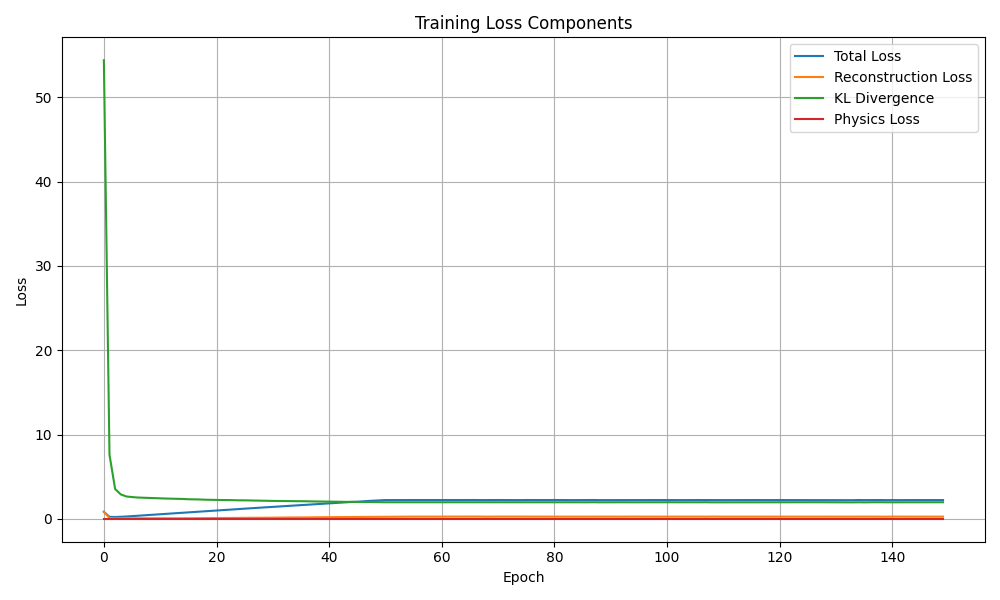 Training Loss Components
Total Loss
Reconstruction Loss
KL Divergence
Physics Loss
Loss
50
40
30
20
10
0
0 20 40 60 80 100 120 140
Epoch